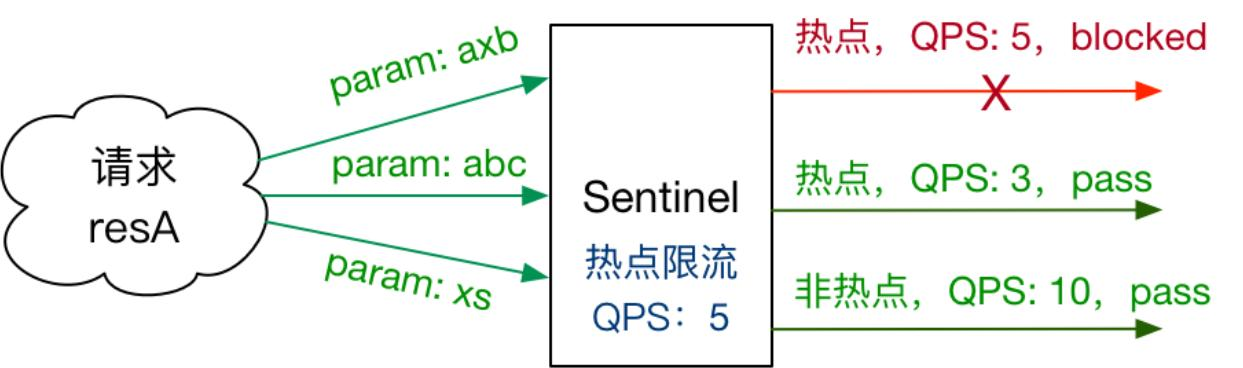 请求
resA
param: axb
param: abc
param: xs
Sentinel
热点限流
QPS：5
热点，QPS: 5，blocked
X
热点，QPS: 3，pass
非热点，QPS: 10，pass